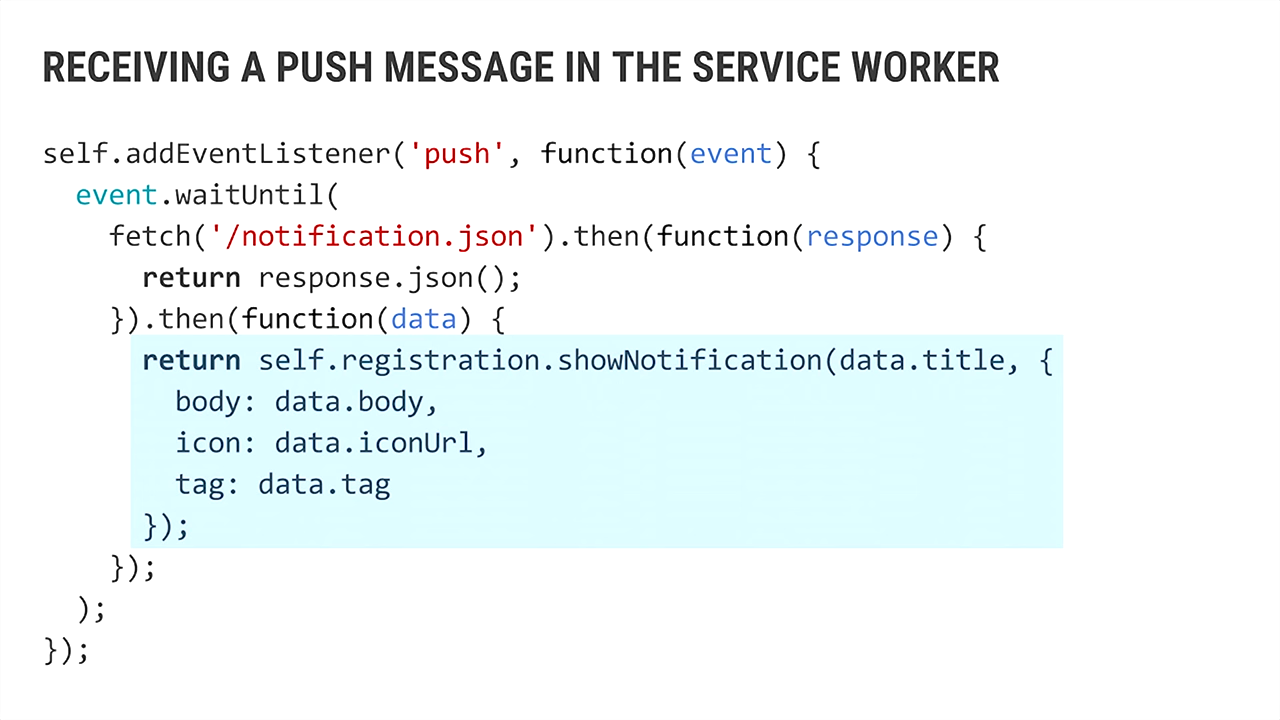 RECEIVING A PUSH MESSAGE IN THE SERVICE WORKER
self.addEventListener('push', function(event) {
  event.waitUntil(
    fetch('/notification.json').then(function(response) {
      return response.json();
    }).then(function(data) {
      return self.registration.showNotification(data.title, {
        body: data.body,
        icon: data.iconUrl,
        tag: data.tag
      });
    });
  );
});